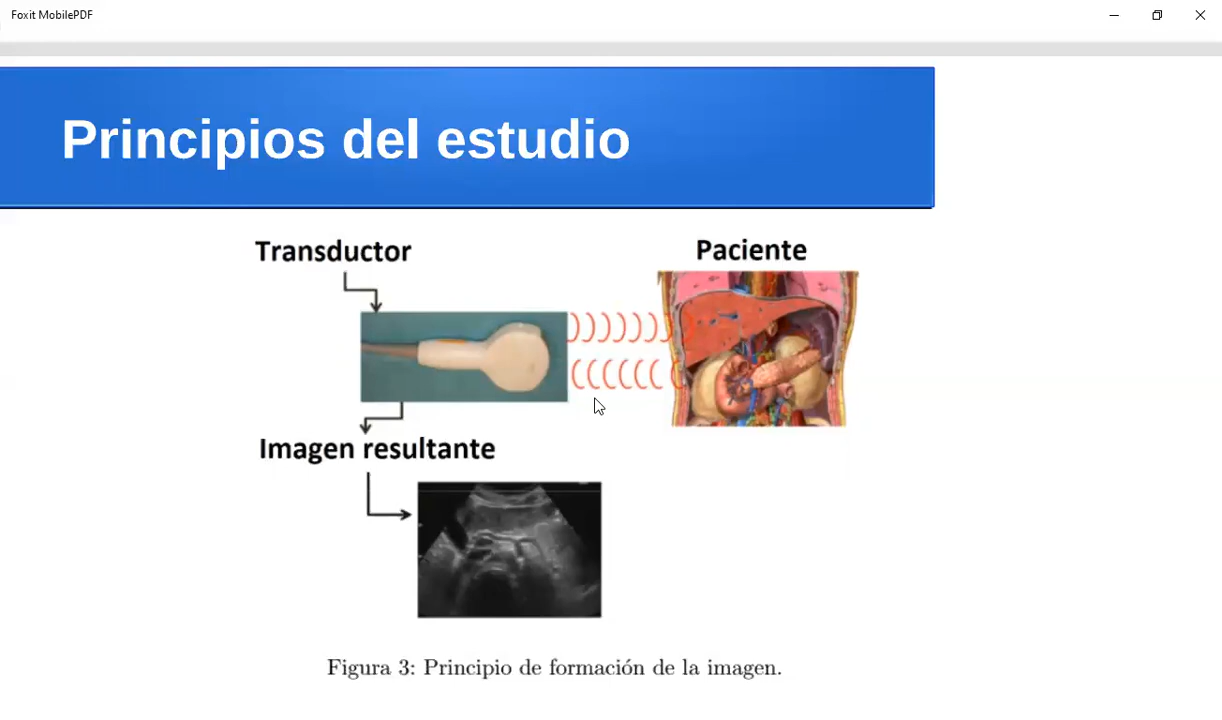 Foxit MobilePDF
Principios del estudio
Transductor
Paciente
Imagen resultante
Figura 3: Principio de formación de la imagen.